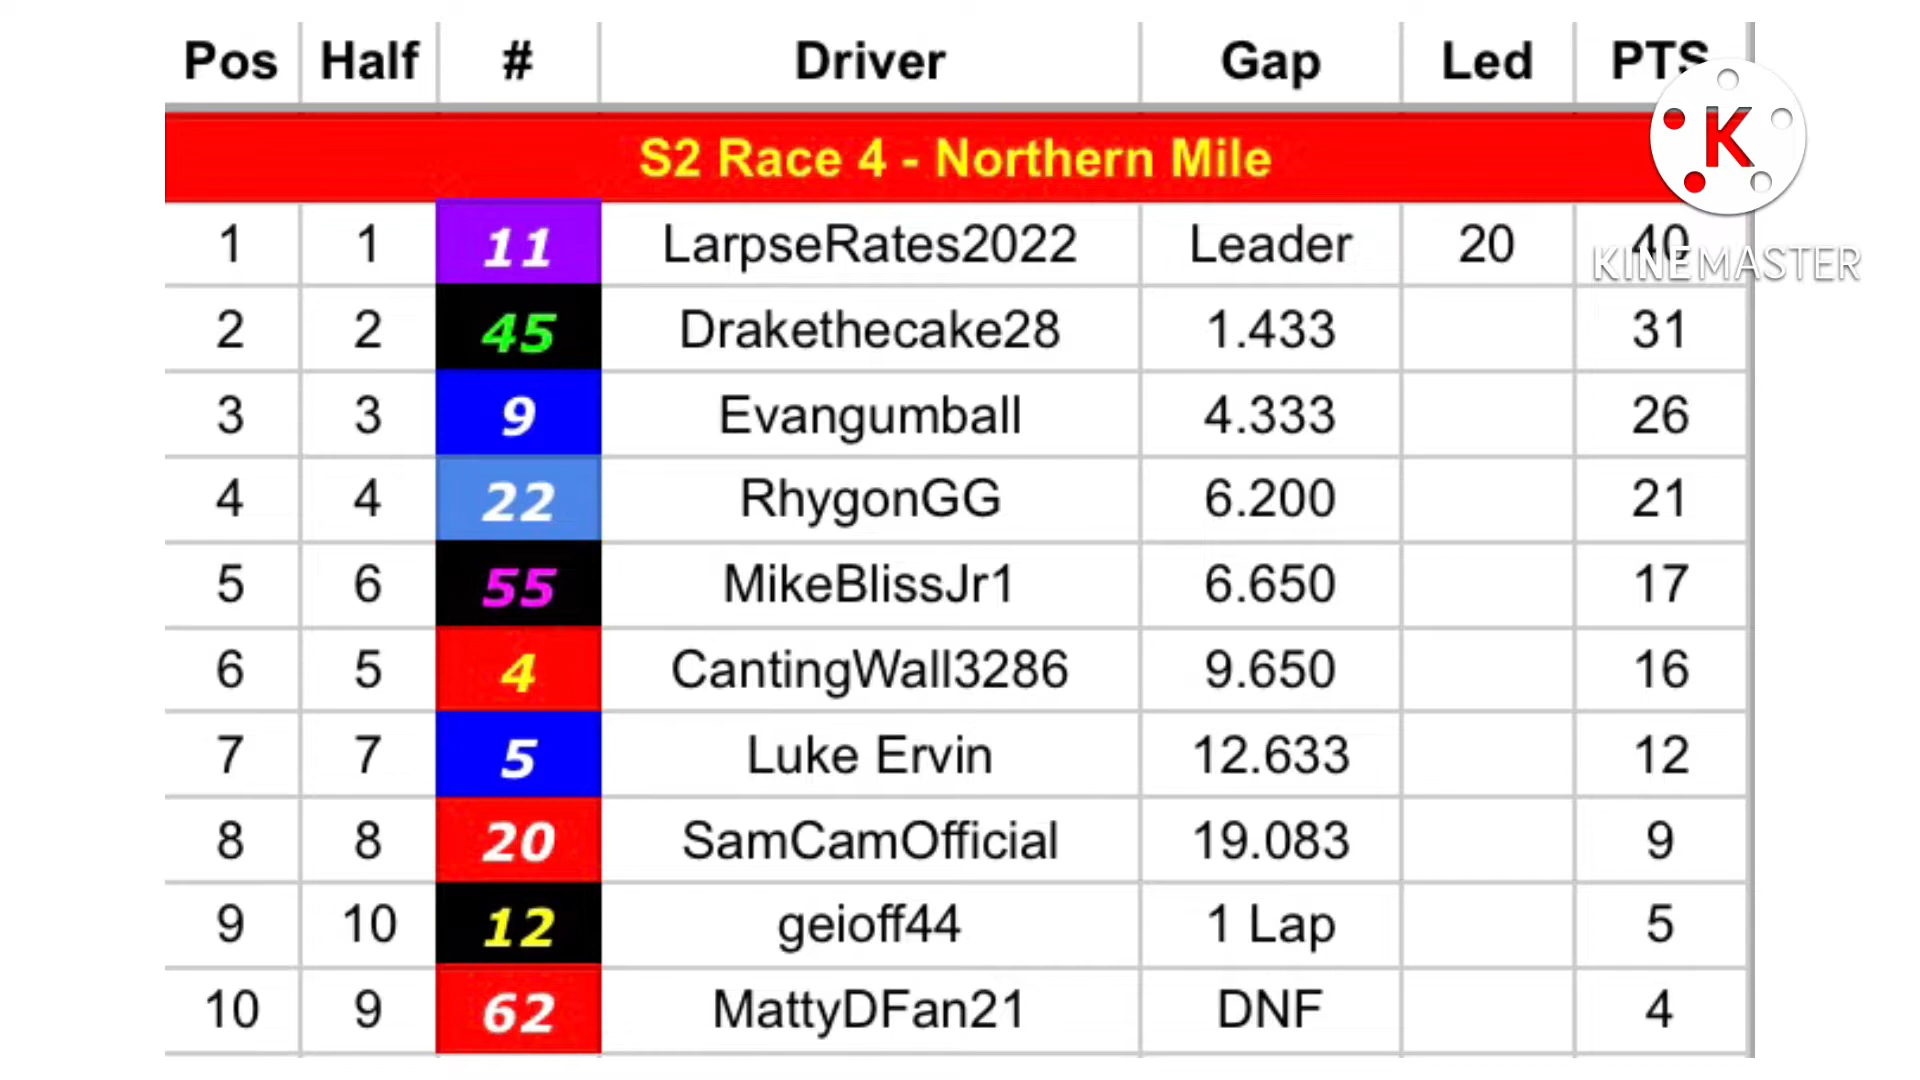 Pos Half # Driver Gap Led PTS
S2 Race 4 - Northern Mile
1 1 11 LarpseRates2022 Leader 20 40
2 2 45 Drakethecake28 1.433 31
3 3 9 Evangumball 4.333 26
4 4 22 RhygonGG 6.200 21
5 6 55 MikeBlissJr1 6.650 17
6 5 4 CantingWall3286 9.650 16
7 7 5 Luke Ervin 12.633 12
8 8 20 SamCamOfficial 19.083 9
9 10 12 geioff44 1 Lap 5
10 9 62 MattyDFan21 DNF 4
K
KINEMASTER